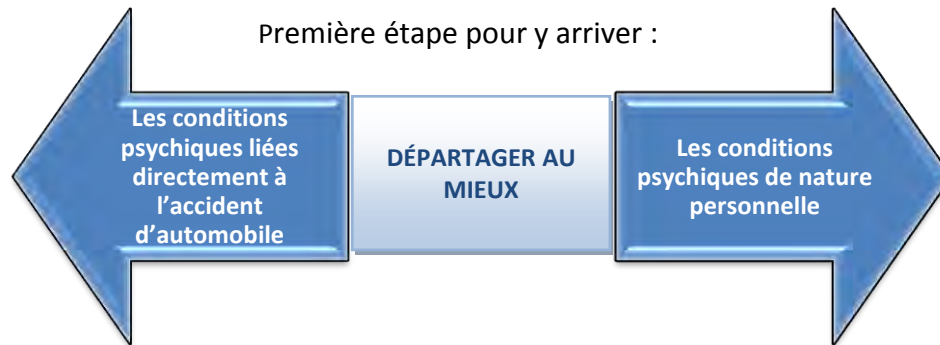 Première étape pour y arriver :
Les conditions
psychiques liées
directement à
l’accident
d’automobile
DÉPARTAGER AU
MIEUX
Les conditions
psychiques de nature
personnelle